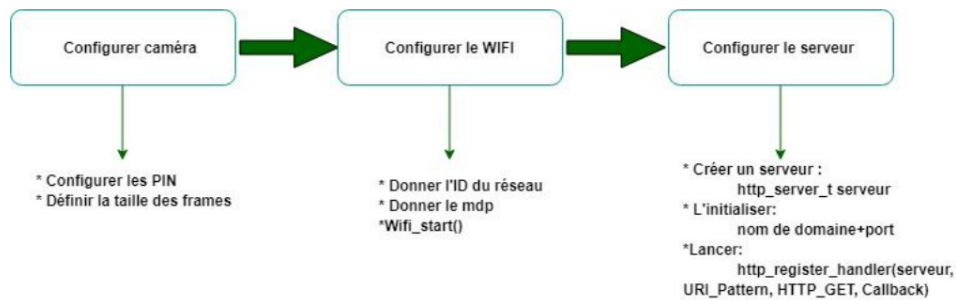 Configurer caméra
Configurer le WIFI
Configurer le serveur
* Configurer les PIN
* Définir la taille des frames
* Donner l'ID du réseau
* Donner le mdp
*Wifi_start()
* Créer un serveur :
http_server_t serveur
* L'initialiser:
nom de domaine+port
*Lancer:
http_register_handler(serveur,
URI_Pattern, HTTP_GET, Callback)